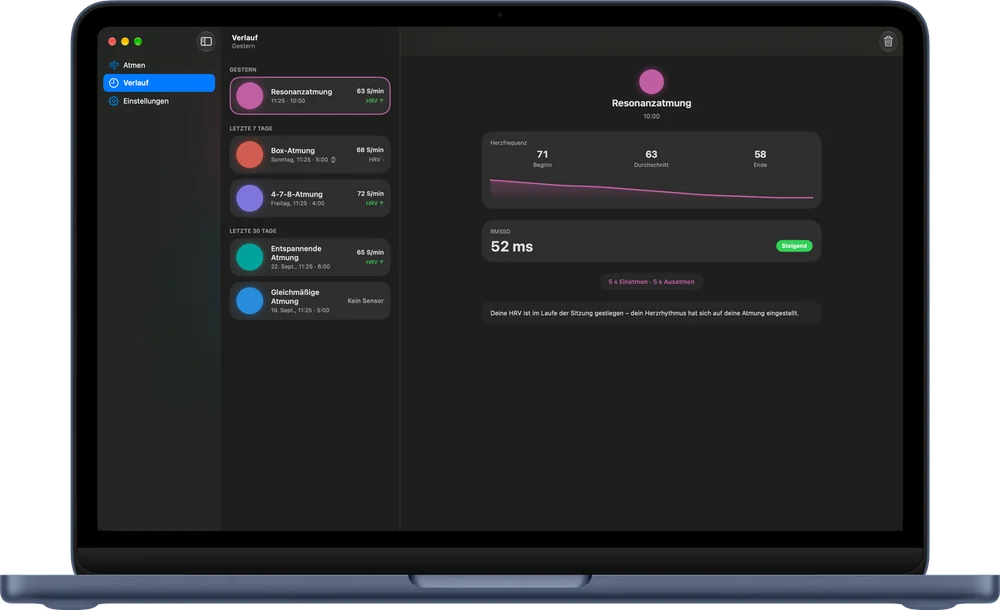 Atmen
Verlauf
Einstellungen
Verlauf
Gestern
GESTERN
Resonanzatmung
11:25 · 10:00
63 S/min
HRV ↑
LETZTE 7 TAGE
Box-Atmung
Sonntag, 11:25 · 5:00
68 S/min
HRV ·
4-7-8-Atmung
Freitag, 11:25 · 4:00
72 S/min
HRV ↑
LETZTE 30 TAGE
Entspannende
Atmung
22. Sept., 11:25 · 6:00
65 S/min
HRV ↑
Gleichmäßige
Atmung
19. Sept., 11:25 · 5:00
Kein Sensor
Resonanzatmung
10:00
Herzfrequenz
71
Beginn
63
Durchschnitt
58
Ende
RMSSD
52 ms
Steigend
5 s Einatmen · 5 s Ausatmen
Deine HRV ist im Laufe der Sitzung gestiegen – dein Herzrhythmus hat sich auf deine Atmung eingestellt.